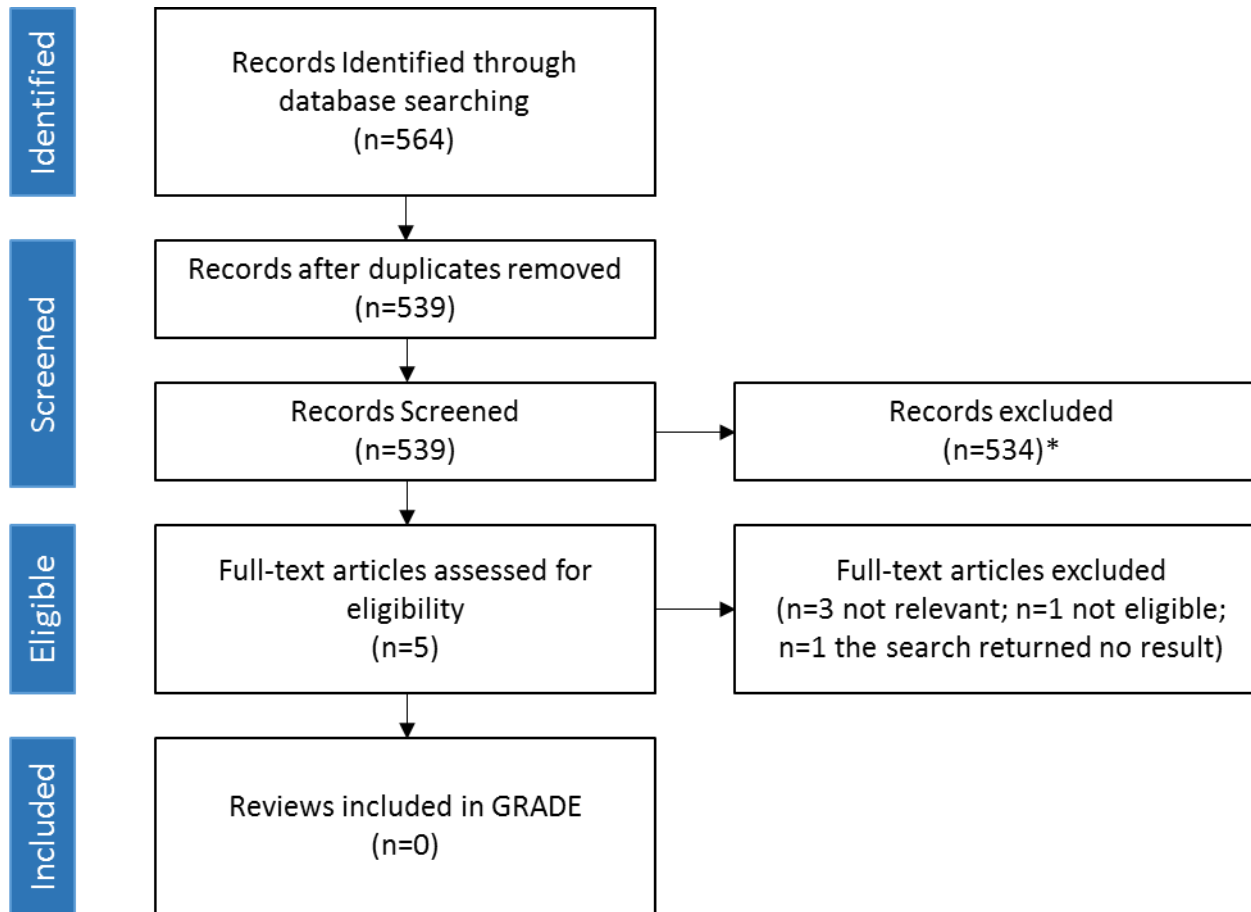 Identified
Records Identified through
database searching
(n=564)
Screened
Records after duplicates removed
(n=539)
Records Screened
(n=539)
Records excluded
(n=534)*
Eligible
Full-text articles assessed for
eligibility
(n=5)
Full-text articles excluded
(n=3 not relevant; n=1 not eligible;
n=1 the search returned no result)
Included
Reviews included in GRADE
(n=0)